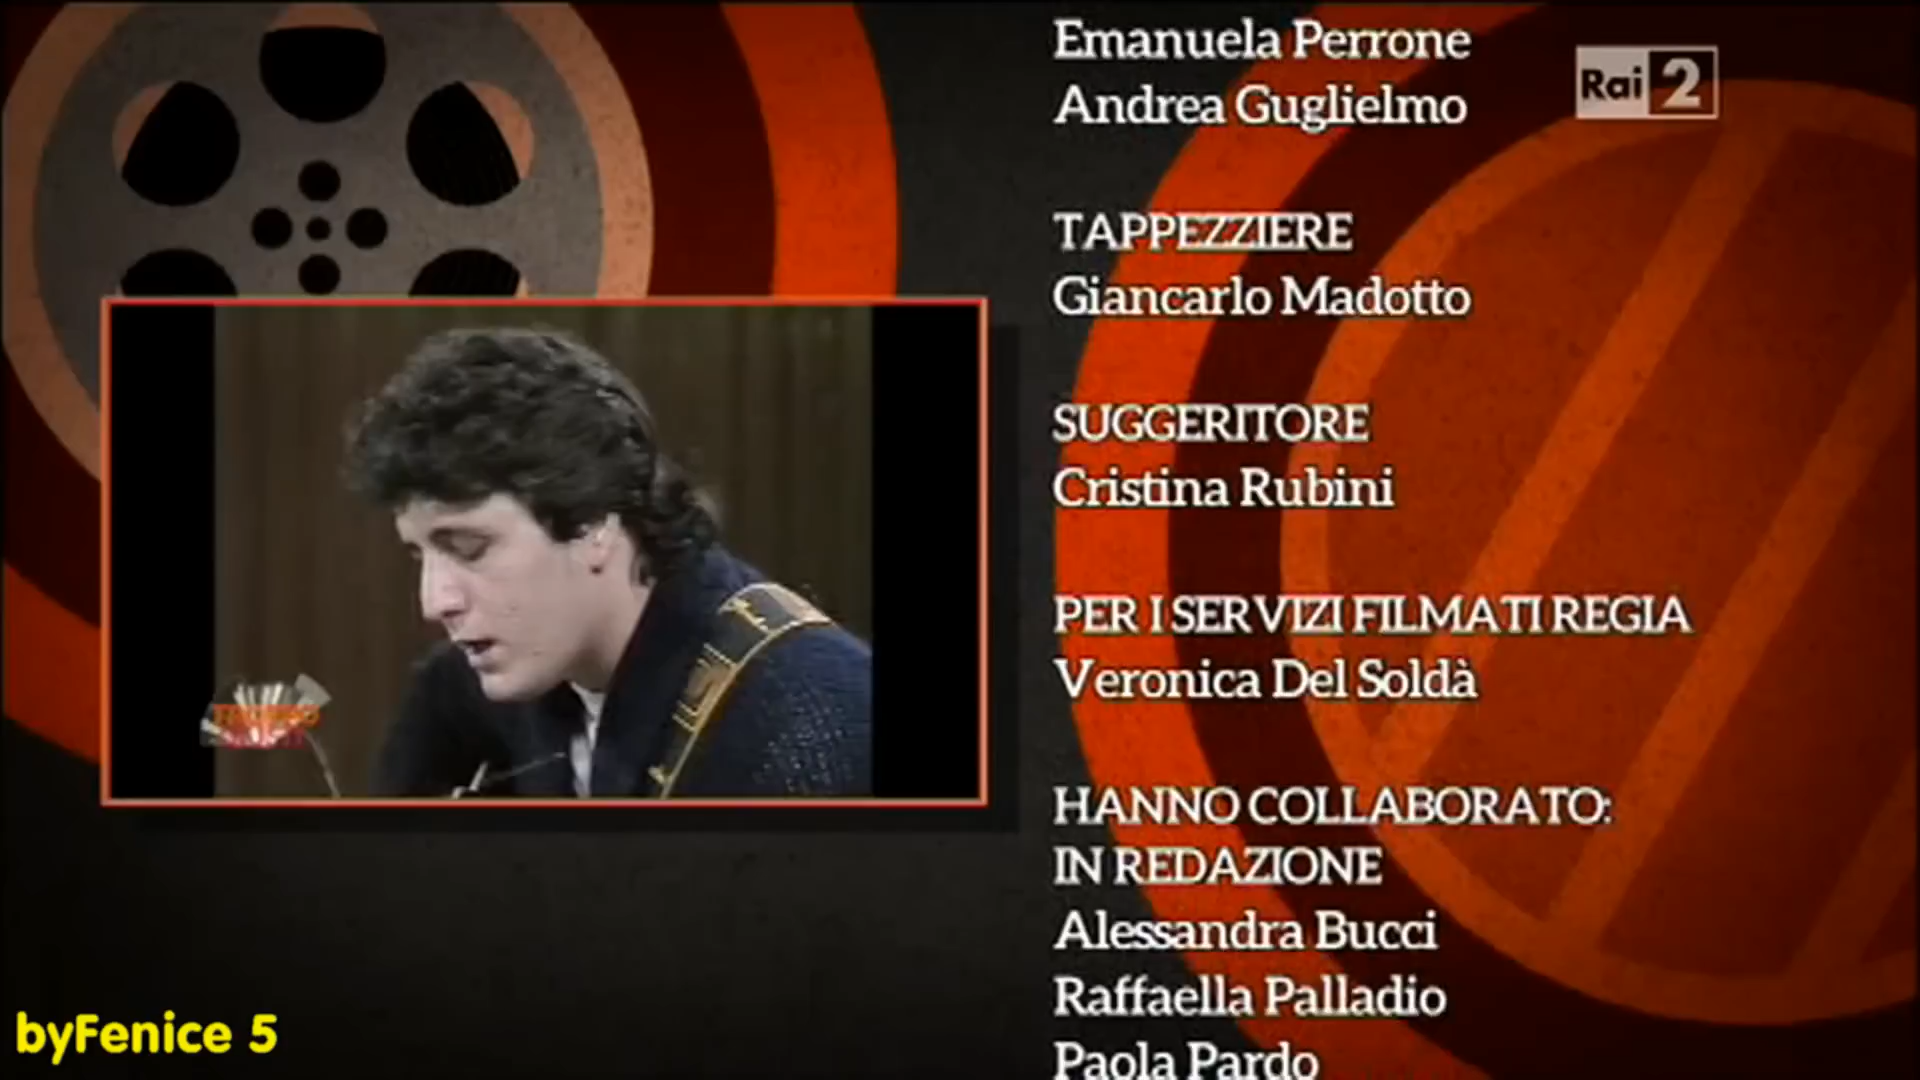 Emanuela Perrone
Andrea Guglielmo
Rai 2
TAPPEZZIERE
Giancarlo Madotto
SUGGERITORE
Cristina Rubini
PER I SERVIZI FILMATI REGIA
Veronica Del Soldà
HANNO COLLABORATO:
IN REDAZIONE
Alessandra Bucci
Raffaella Palladio
Paola Pardo
byFenice 5